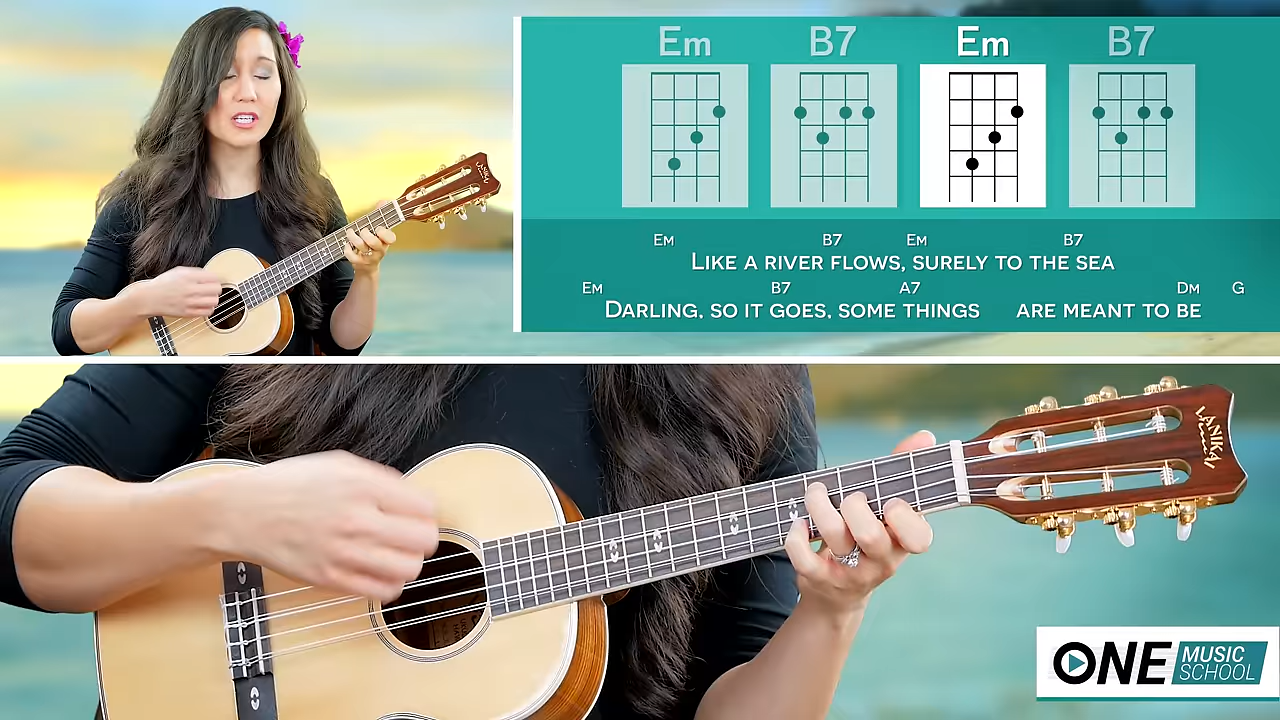 Em B7 Em B7
Em B7 Em B7
LIKE A RIVER FLOWS, SURELY TO THE SEA
Em B7 A7 Dm G
DARLING, SO IT GOES, SOME THINGS ARE MEANT TO BE
LANIKAI
LANIKAI
ONE MUSIC
SCHOOL